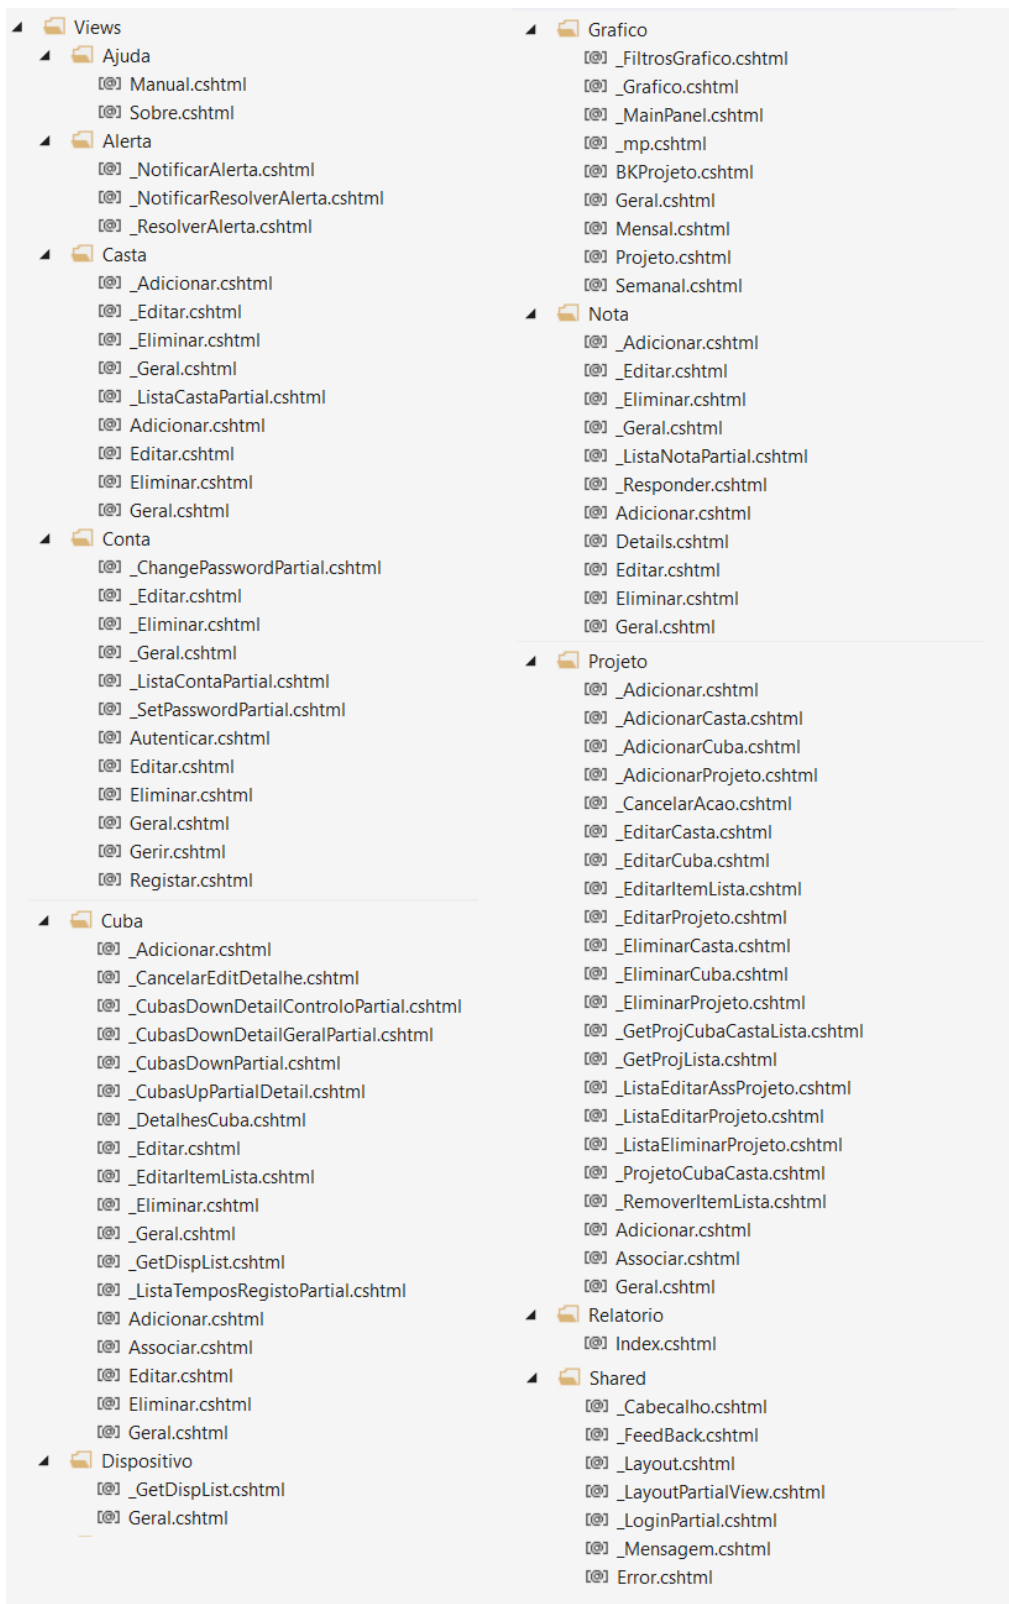 Views
Ajuda
[@] Manual.cshtml
[@] Sobre.cshtml
Alerta
[@] _NotificarAlerta.cshtml
[@] _NotificarResolverAlerta.cshtml
[@] _ResolverAlerta.cshtml
Casta
[@] _Adicionar.cshtml
[@] _Editar.cshtml
[@] _Eliminar.cshtml
[@] _Geral.cshtml
[@] _ListaCastaPartial.cshtml
[@] Adicionar.cshtml
[@] Editar.cshtml
[@] Eliminar.cshtml
[@] Geral.cshtml
Conta
[@] _ChangePasswordPartial.cshtml
[@] _Editar.cshtml
[@] _Eliminar.cshtml
[@] _Geral.cshtml
[@] _ListaContaPartial.cshtml
[@] _SetPasswordPartial.cshtml
[@] Autenticar.cshtml
[@] Editar.cshtml
[@] Eliminar.cshtml
[@] Geral.cshtml
[@] Gerir.cshtml
[@] Registar.cshtml
Cuba
[@] _Adicionar.cshtml
[@] _CancelarEditDetalhe.cshtml
[@] _CubasDownDetailControloPartial.cshtml
[@] _CubasDownDetailGeralPartial.cshtml
[@] _CubasDownPartial.cshtml
[@] _CubasUpPartialDetail.cshtml
[@] _DetalhesCuba.cshtml
[@] _Editar.cshtml
[@] _EditarItemLista.cshtml
[@] _Eliminar.cshtml
[@] _Geral.cshtml
[@] _GetDispList.cshtml
[@] _ListaTemposRegistoPartial.cshtml
[@] Adicionar.cshtml
[@] Associar.cshtml
[@] Editar.cshtml
[@] Eliminar.cshtml
[@] Geral.cshtml
Dispositivo
[@] _GetDispList.cshtml
[@] Geral.cshtml
Grafico
[@] _FiltrosGrafico.cshtml
[@] _Grafico.cshtml
[@] _MainPanel.cshtml
[@] _mp.cshtml
[@] BKProjeto.cshtml
[@] Geral.cshtml
[@] Mensal.cshtml
[@] Projeto.cshtml
[@] Semanal.cshtml
Nota
[@] _Adicionar.cshtml
[@] _Editar.cshtml
[@] _Eliminar.cshtml
[@] _Geral.cshtml
[@] _ListaNotaPartial.cshtml
[@] _Responder.cshtml
[@] Adicionar.cshtml
[@] Details.cshtml
[@] Editar.cshtml
[@] Eliminar.cshtml
[@] Geral.cshtml
Projeto
[@] _Adicionar.cshtml
[@] _AdicionarCasta.cshtml
[@] _AdicionarCuba.cshtml
[@] _AdicionarProjeto.cshtml
[@] _CancelarAcao.cshtml
[@] _EditarCasta.cshtml
[@] _EditarCuba.cshtml
[@] _EditarItemLista.cshtml
[@] _EditarProjeto.cshtml
[@] _EliminarCasta.cshtml
[@] _EliminarCuba.cshtml
[@] _EliminarProjeto.cshtml
[@] _GetProjCubaCastaLista.cshtml
[@] _GetProjLista.cshtml
[@] _ListaEditarAssProjeto.cshtml
[@] _ListaEditarProjeto.cshtml
[@] _ListaEliminarProjeto.cshtml
[@] _ProjetoCubaCasta.cshtml
[@] _RemoverItemLista.cshtml
[@] Adicionar.cshtml
[@] Associar.cshtml
[@] Geral.cshtml
Relatorio
[@] Index.cshtml
Shared
[@] _Cabecalho.cshtml
[@] _FeedBack.cshtml
[@] _Layout.cshtml
[@] _LayoutPartialView.cshtml
[@] _LoginPartial.cshtml
[@] _Mensagem.cshtml
[@] Error.cshtml